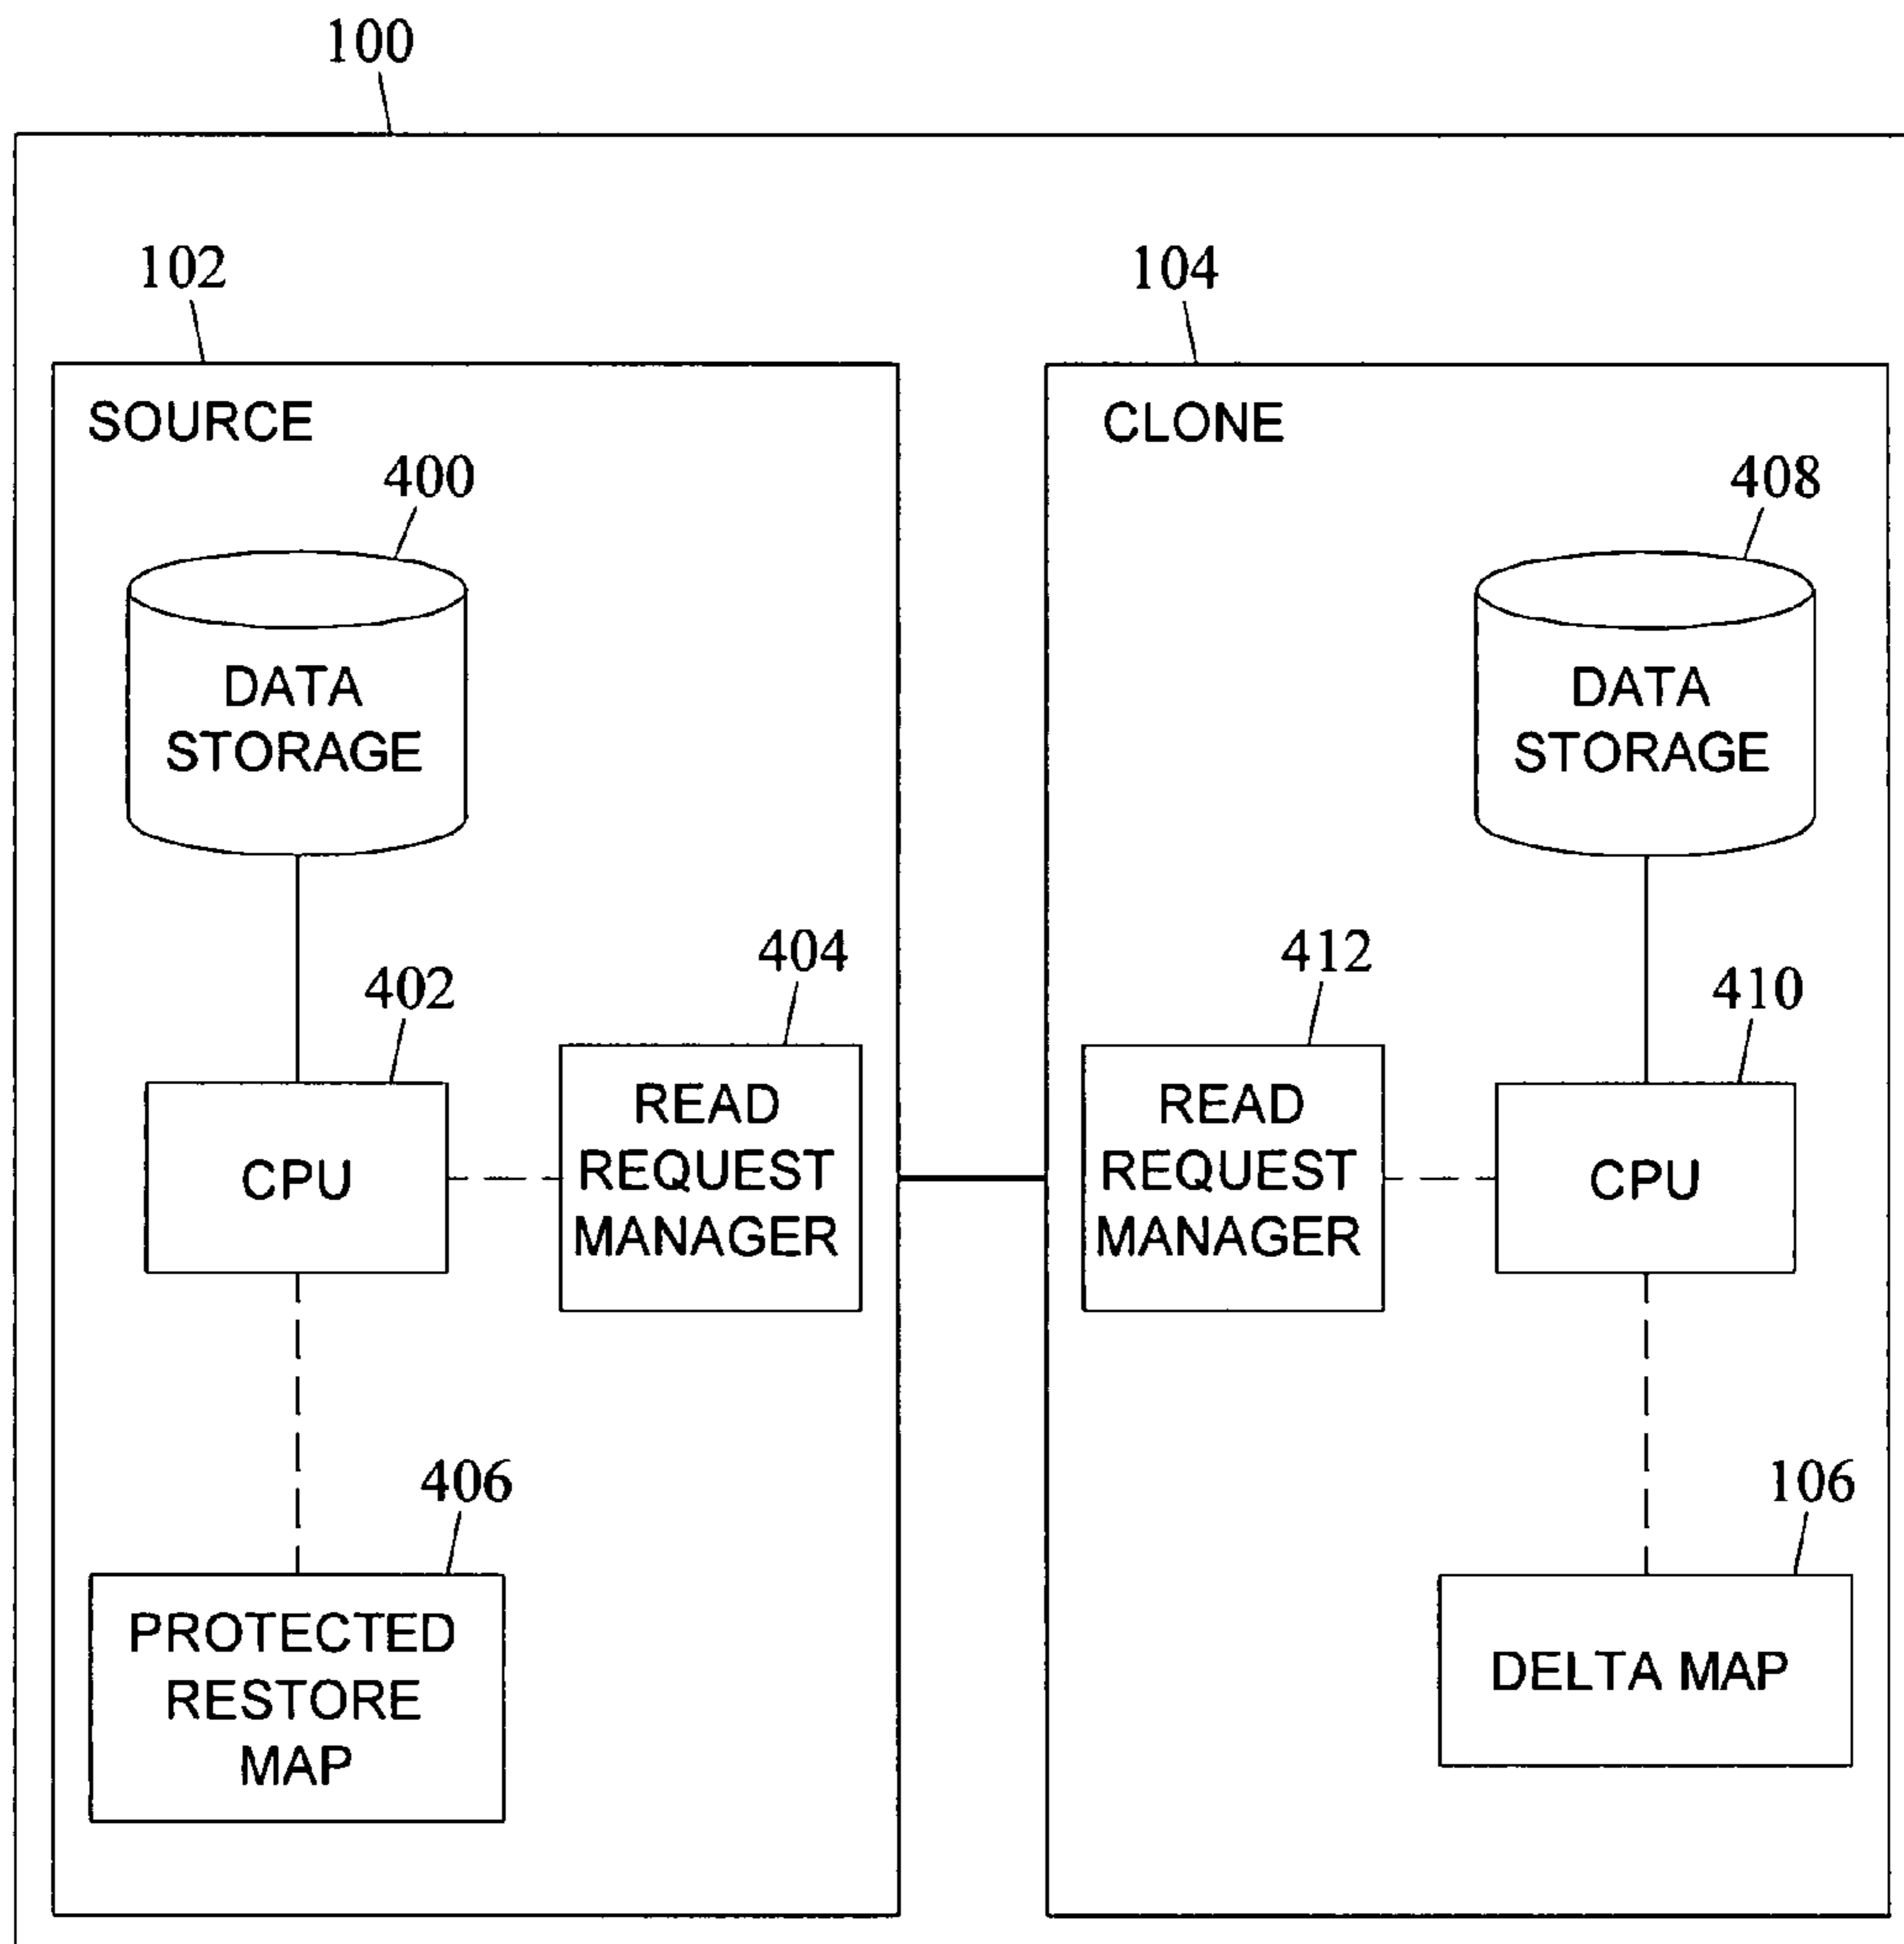 100
102
104
SOURCE
CLONE
400
408
DATA
STORAGE
DATA
STORAGE
404
412
402
410
READ
REQUEST
MANAGER
READ
REQUEST
MANAGER
CPU
CPU
406
106
PROTECTED
RESTORE
MAP
DELTA MAP